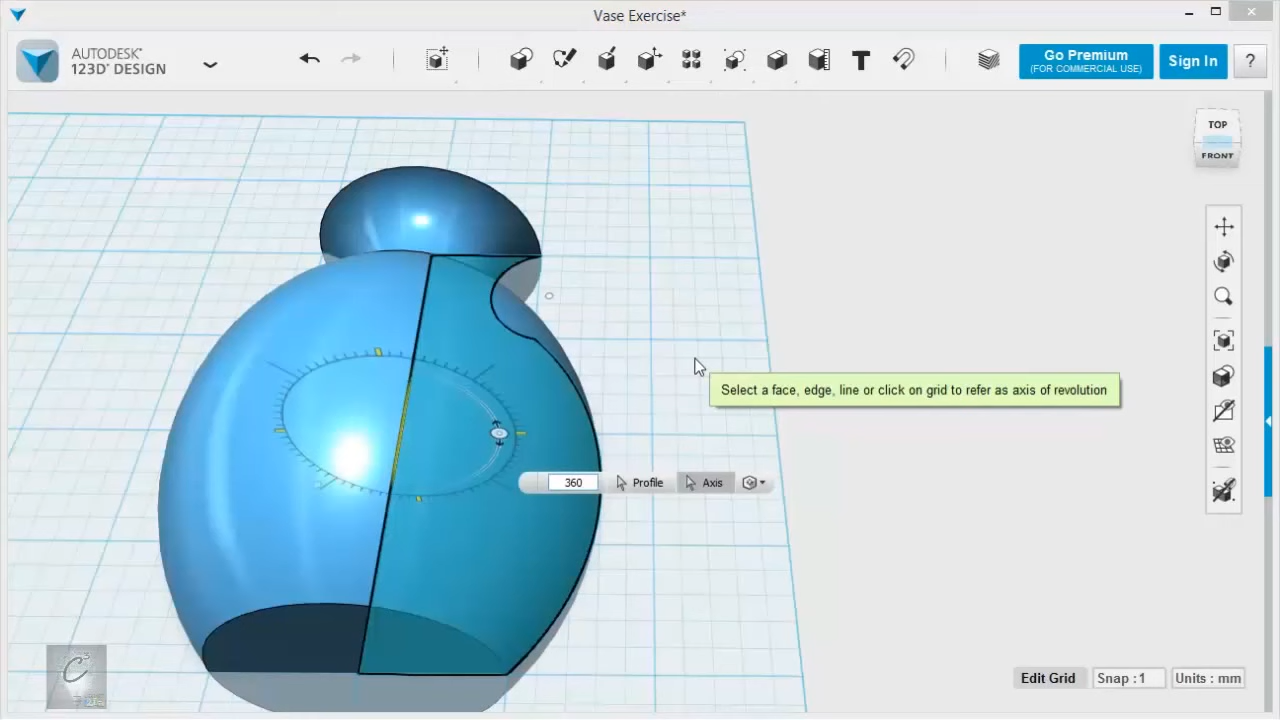 Vase Exercise*
AUTODESK®
123D® DESIGN
Go Premium
(FOR COMMERCIAL USE)
Sign In
?
TOP
FRONT
Select a face, edge, line or click on grid to refer as axis of revolution
360
Profile
Axis
Edit Grid
Snap : 1
Units : mm